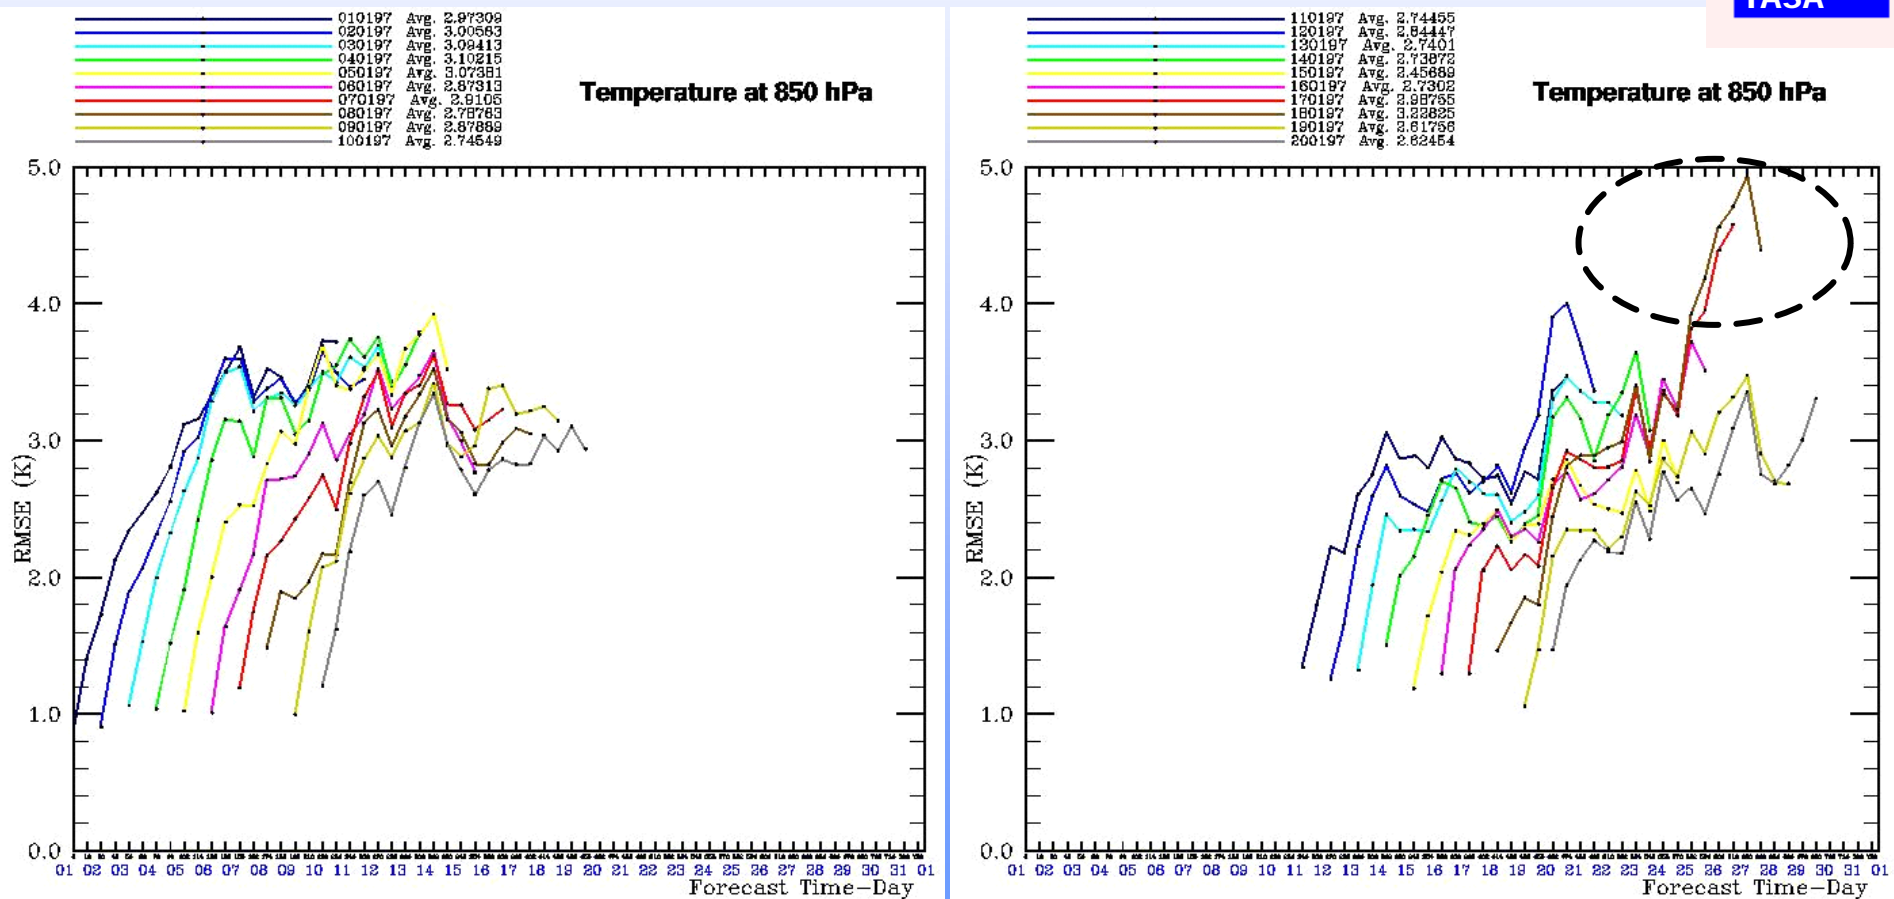 TASA
010197 Avg. 2.97309
020197 Avg. 3.00563
030197 Avg. 3.09413
040197 Avg. 3.10215
050197 Avg. 3.07381
060197 Avg. 2.87313
070197 Avg. 2.9105
080197 Avg. 2.78763
090197 Avg. 2.87889
100197 Avg. 2.74549
Temperature at 850 hPa
5.0
4.0
3.0
2.0
1.0
0.0
RMSE (K)
01 02 03 04 05 06 07 08 09 10 11 12 13 14 15 16 17 18 19 20 21 22 23 24 25 26 27 28 29 30 31 01
Forecast Time-Day
110197 Avg. 2.74455
120197 Avg. 2.84447
130197 Avg. 2.7401
140197 Avg. 2.73872
150197 Avg. 2.45689
160197 Avg. 2.7302
170197 Avg. 2.98755
180197 Avg. 3.22825
190197 Avg. 2.61756
200197 Avg. 2.62454
Temperature at 850 hPa
5.0
4.0
3.0
2.0
1.0
0.0
RMSE (K)
01 02 03 04 05 06 07 08 09 10 11 12 13 14 15 16 17 18 19 20 21 22 23 24 25 26 27 28 29 30 31 01
Forecast Time-Day